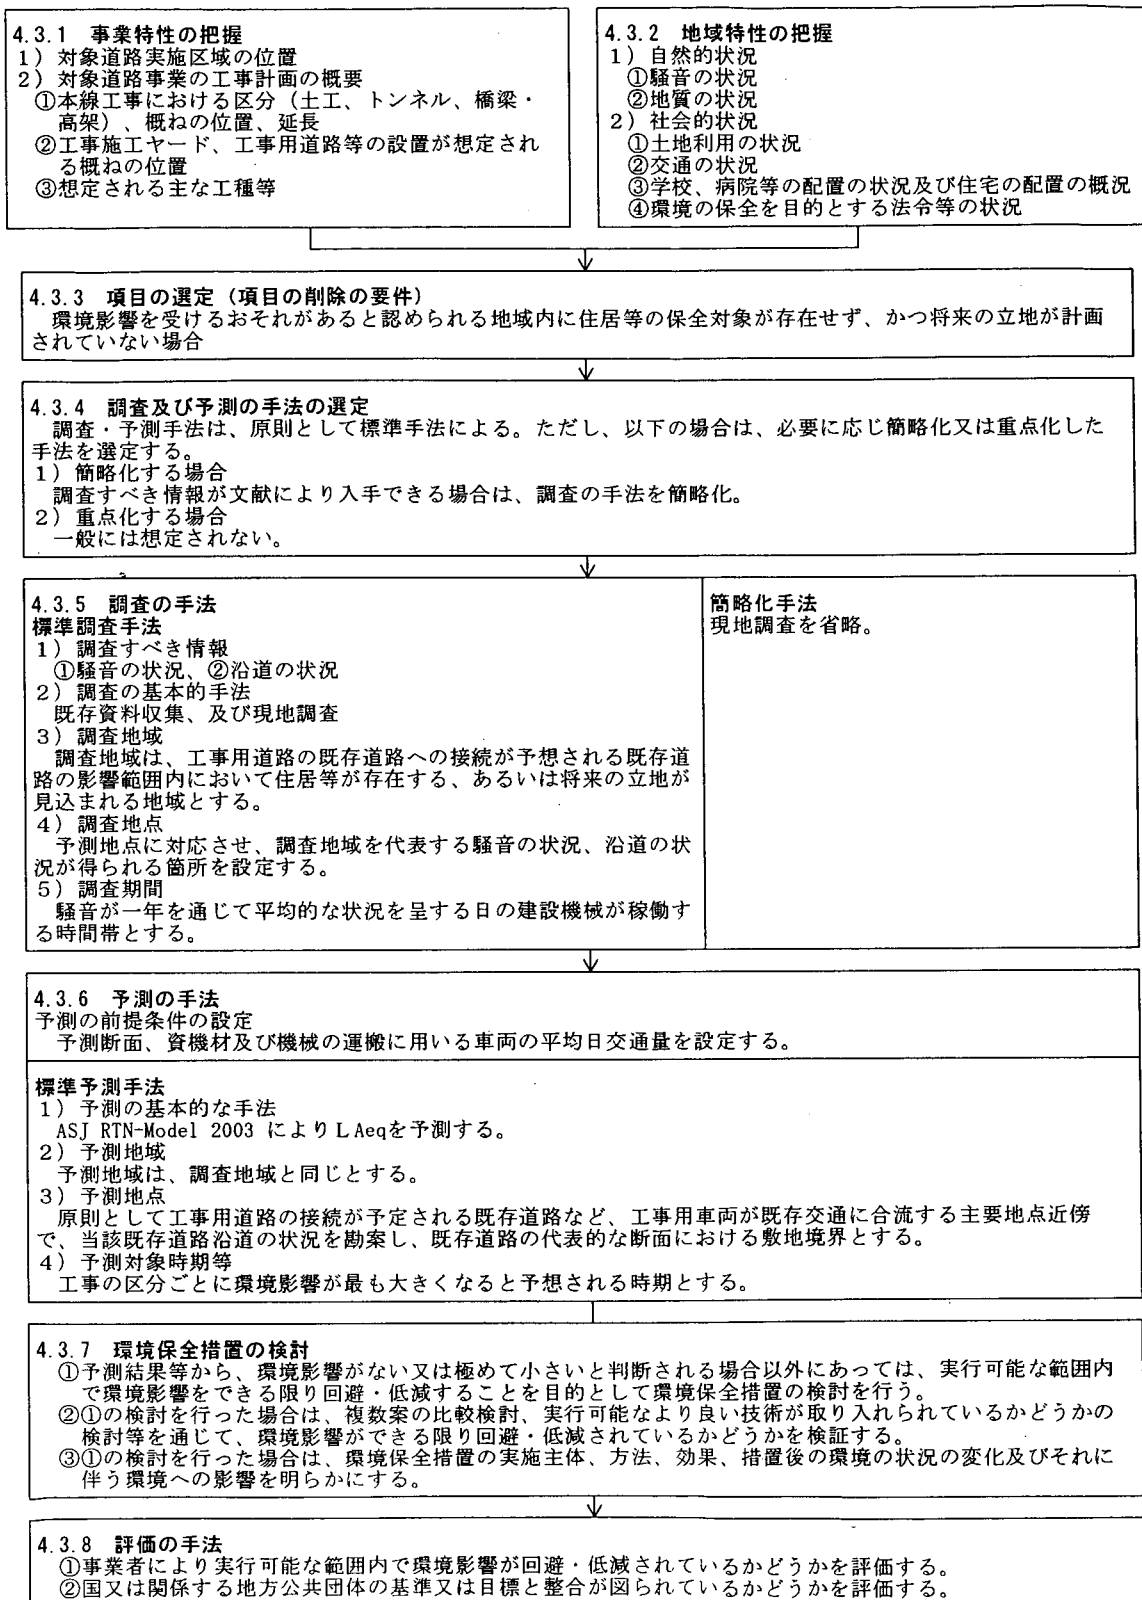 4.3.1 事業特性の把握
1）対象道路実施区域の位置
2）対象道路事業の工事計画の概要
①本線工事における区分（土工、トンネル、橋梁・
高架）、概ねの位置、延長
②工事施工ヤード、工事用道路等の設置が想定され
る概ねの位置
③想定される主な工種等
4.3.2 地域特性の把握
1）自然的状況
①騒音の状況
②地質の状況
2）社会的状況
①土地利用の状況
②交通の状況
③学校、病院等の配置の状況及び住宅の配置の概況
④環境の保全を目的とする法令等の状況
4.3.3 項目の選定（項目の削除の要件）
環境影響を受けるおそれがあると認められる地域内に住居等の保全対象が存在せず、かつ将来の立地が計画
されていない場合
4.3.4 調査及び予測の手法の選定
調査・予測手法は、原則として標準手法による。ただし、以下の場合は、必要に応じ簡略化又は重点化した
手法を選定する。
1）簡略化する場合
調査すべき情報が文献により入手できる場合は、調査の手法を簡略化。
2）重点化する場合
一般には想定されない。
4.3.5 調査の手法
標準調査手法
1）調査すべき情報
①騒音の状況、②沿道の状況
2）調査の基本的手法
既存資料収集、及び現地調査
3）調査地域
調査地域は、工事用道路の既存道路への接続が予想される既存道
路の影響範囲内において住居等が存在する、あるいは将来の立地が
見込まれる地域とする。
4）調査地点
予測地点に対応させ、調査地域を代表する騒音の状況、沿道の状
況が得られる箇所を設定する。
5）調査期間
騒音が一年を通じて平均的な状況を呈する日の建設機械が稼働す
る時間帯とする。
簡略化手法
現地調査を省略。
4.3.6 予測の手法
予測の前提条件の設定
予測断面、資機材及び機械の運搬に用いる車両の平均日交通量を設定する。
標準予測手法
1）予測の基本的な手法
ASJ RTN-Model 2003 によりLAeqを予測する。
2）予測地域
予測地域は、調査地域と同じとする。
3）予測地点
原則として工事用道路の接続が予定される既存道路など、工事用車両が既存交通に合流する主要地点近傍
で、当該既存道路沿道の状況を勘案し、既存道路の代表的な断面における敷地境界とする。
4）予測対象時期等
工事の区分ごとに環境影響が最も大きくなると予想される時期とする。
4.3.7 環境保全措置の検討
①予測結果等から、環境影響がない又は極めて小さいと判断される場合以外にあっては、実行可能な範囲内
で環境影響をできる限り回避・低減することを目的として環境保全措置の検討を行う。
②①の検討を行った場合は、複数案の比較検討、実行可能なより良い技術が取り入れられているかどうかの
検討等を通じて、環境影響ができる限り回避・低減されているかどうかを検証する。
③①の検討を行った場合は、環境保全措置の実施主体、方法、効果、措置後の環境の状況の変化及びそれに
伴う環境への影響を明らかにする。
4.3.8 評価の手法
①事業者により実行可能な範囲内で環境影響が回避・低減されているかどうかを評価する。
②国又は関係する地方公共団体の基準又は目標と整合が図られているかどうかを評価する。